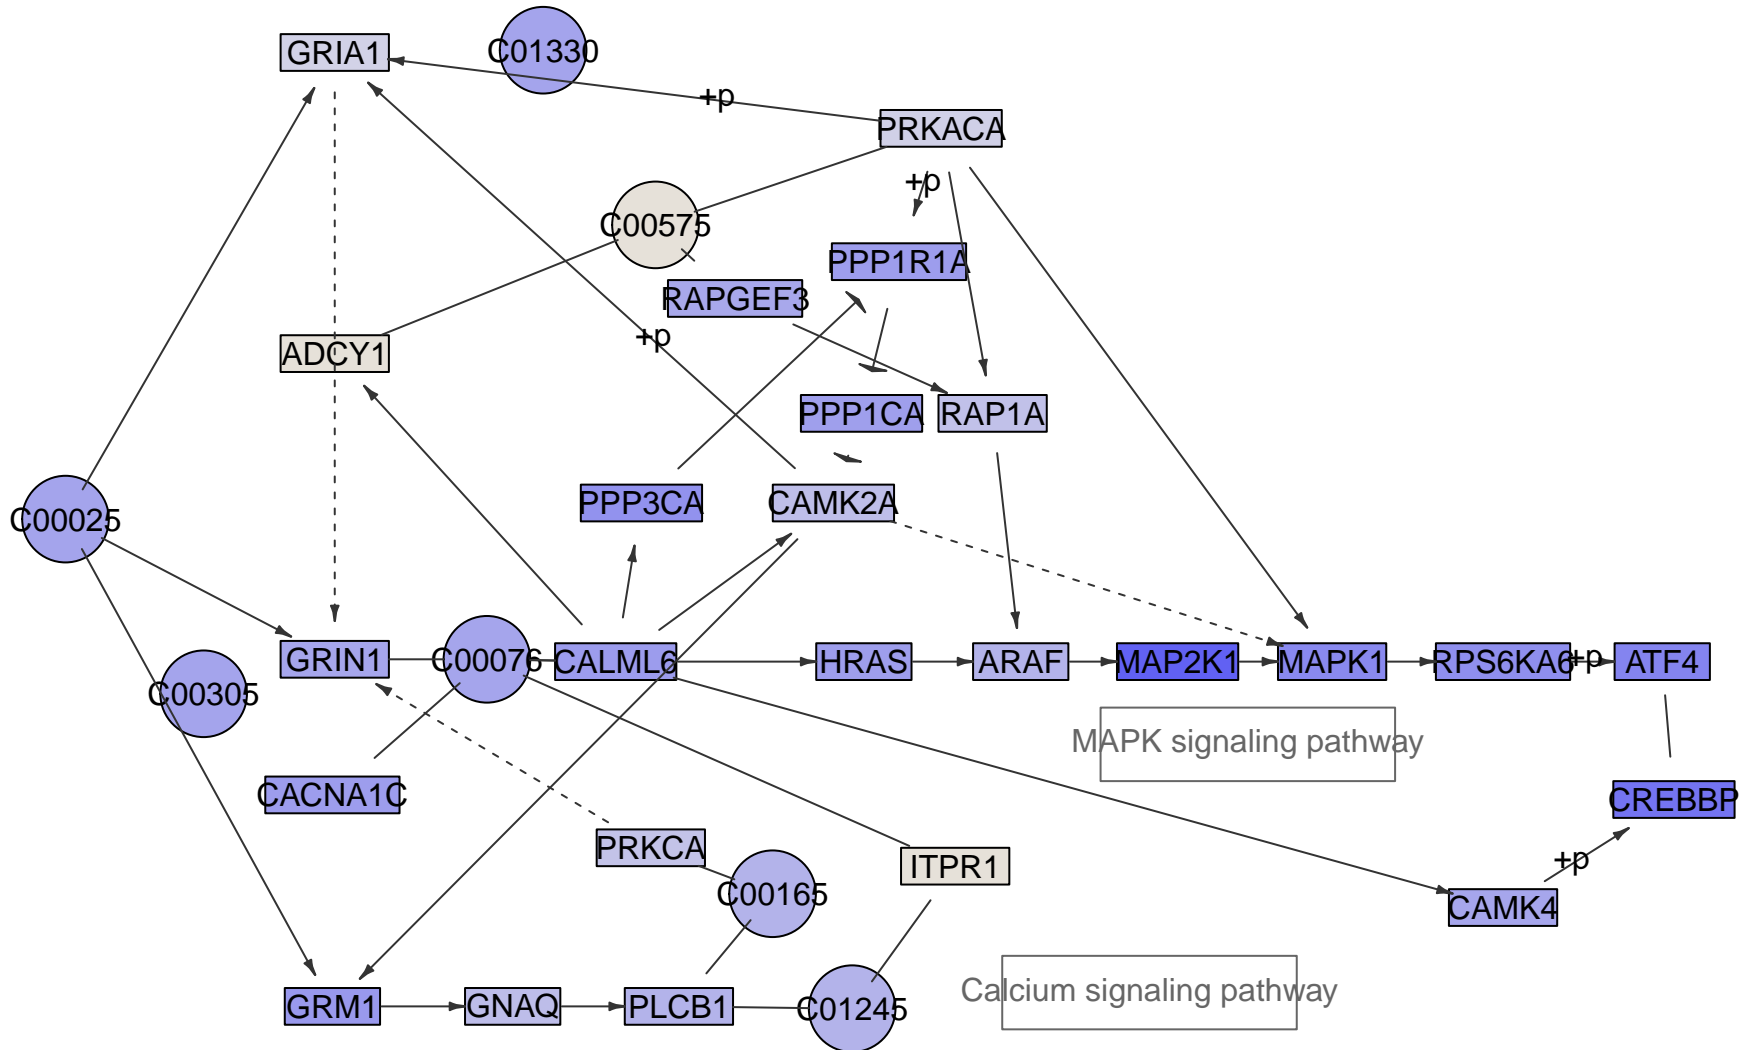 GRIA1
C01330
+p
PRKACA
+p
C00575
PPP1R1A
RAPGEF3
+p
ADCY1
PPP1CA
RAP1A
PPP3CA
CAMK2A
C00025
GRIN1
C00076
CALML6
HRAS
ARAF
MAP2K1
MAPK1
RPS6KA6
+p
ATF4
C00305
MAPK signaling pathway
CACNA1C
CREBBP
PRKCA
ITPR1
+p
C00165
CAMK4
Calcium signaling pathway
GRM1
GNAQ
PLCB1
C01245